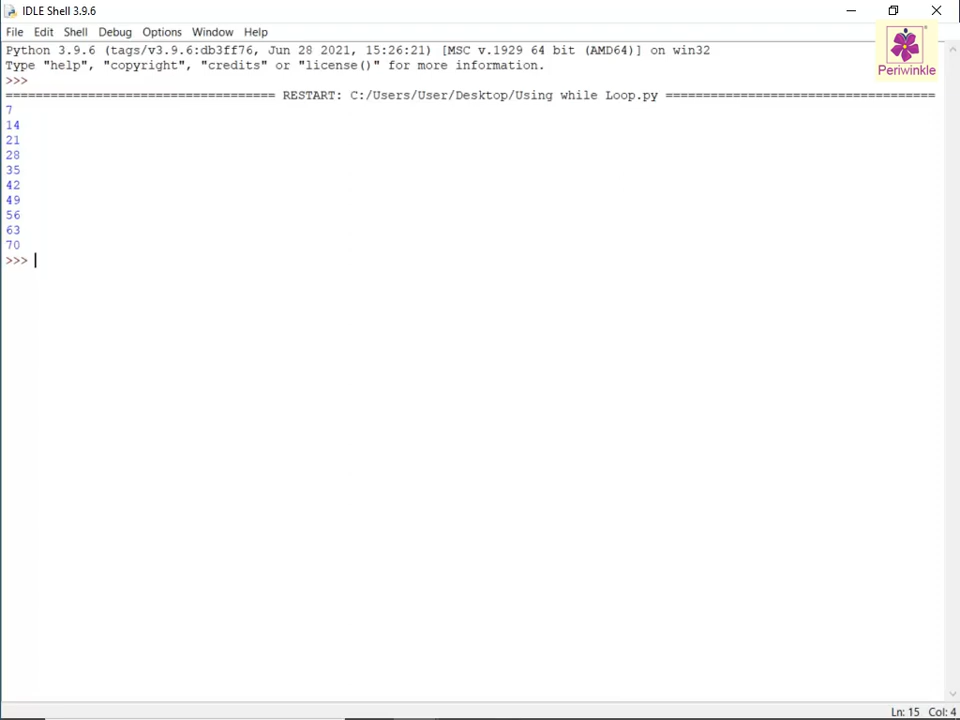 IDLE Shell 3.9.6
File Edit Shell Debug Options Window Help
Python 3.9.6 (tags/v3.9.6:db3ff76, Jun 28 2021, 15:26:21) [MSC v.1929 64 bit (AMD64)] on win32
Type "help", "copyright", "credits" or "license()" for more information.
>>>
==================================== RESTART: C:/Users/User/Desktop/Using while Loop.py ====================================
7
14
21
28
35
42
49
56
63
70
>>>
Periwinkle
Ln: 15 Col: 4